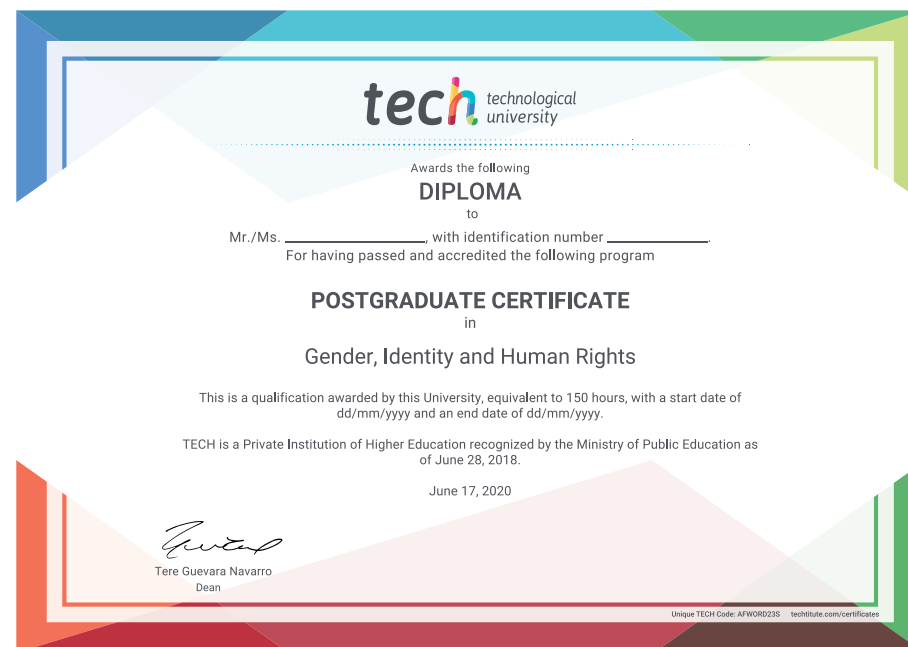 tech technological
university
Awards the following
DIPLOMA
to
Mr./Ms. ____________________, with identification number ______________.
For having passed and accredited the following program
POSTGRADUATE CERTIFICATE
in
Gender, Identity and Human Rights
This is a qualification awarded by this University, equivalent to 150 hours, with a start date of
dd/mm/yyyy and an end date of dd/mm/yyyy.
TECH is a Private Institution of Higher Education recognized by the Ministry of Public Education as
of June 28, 2018.
June 17, 2020
Tere Guevara Navarro
Dean
Unique TECH Code: AFWORD23S techtitute.com/certificates